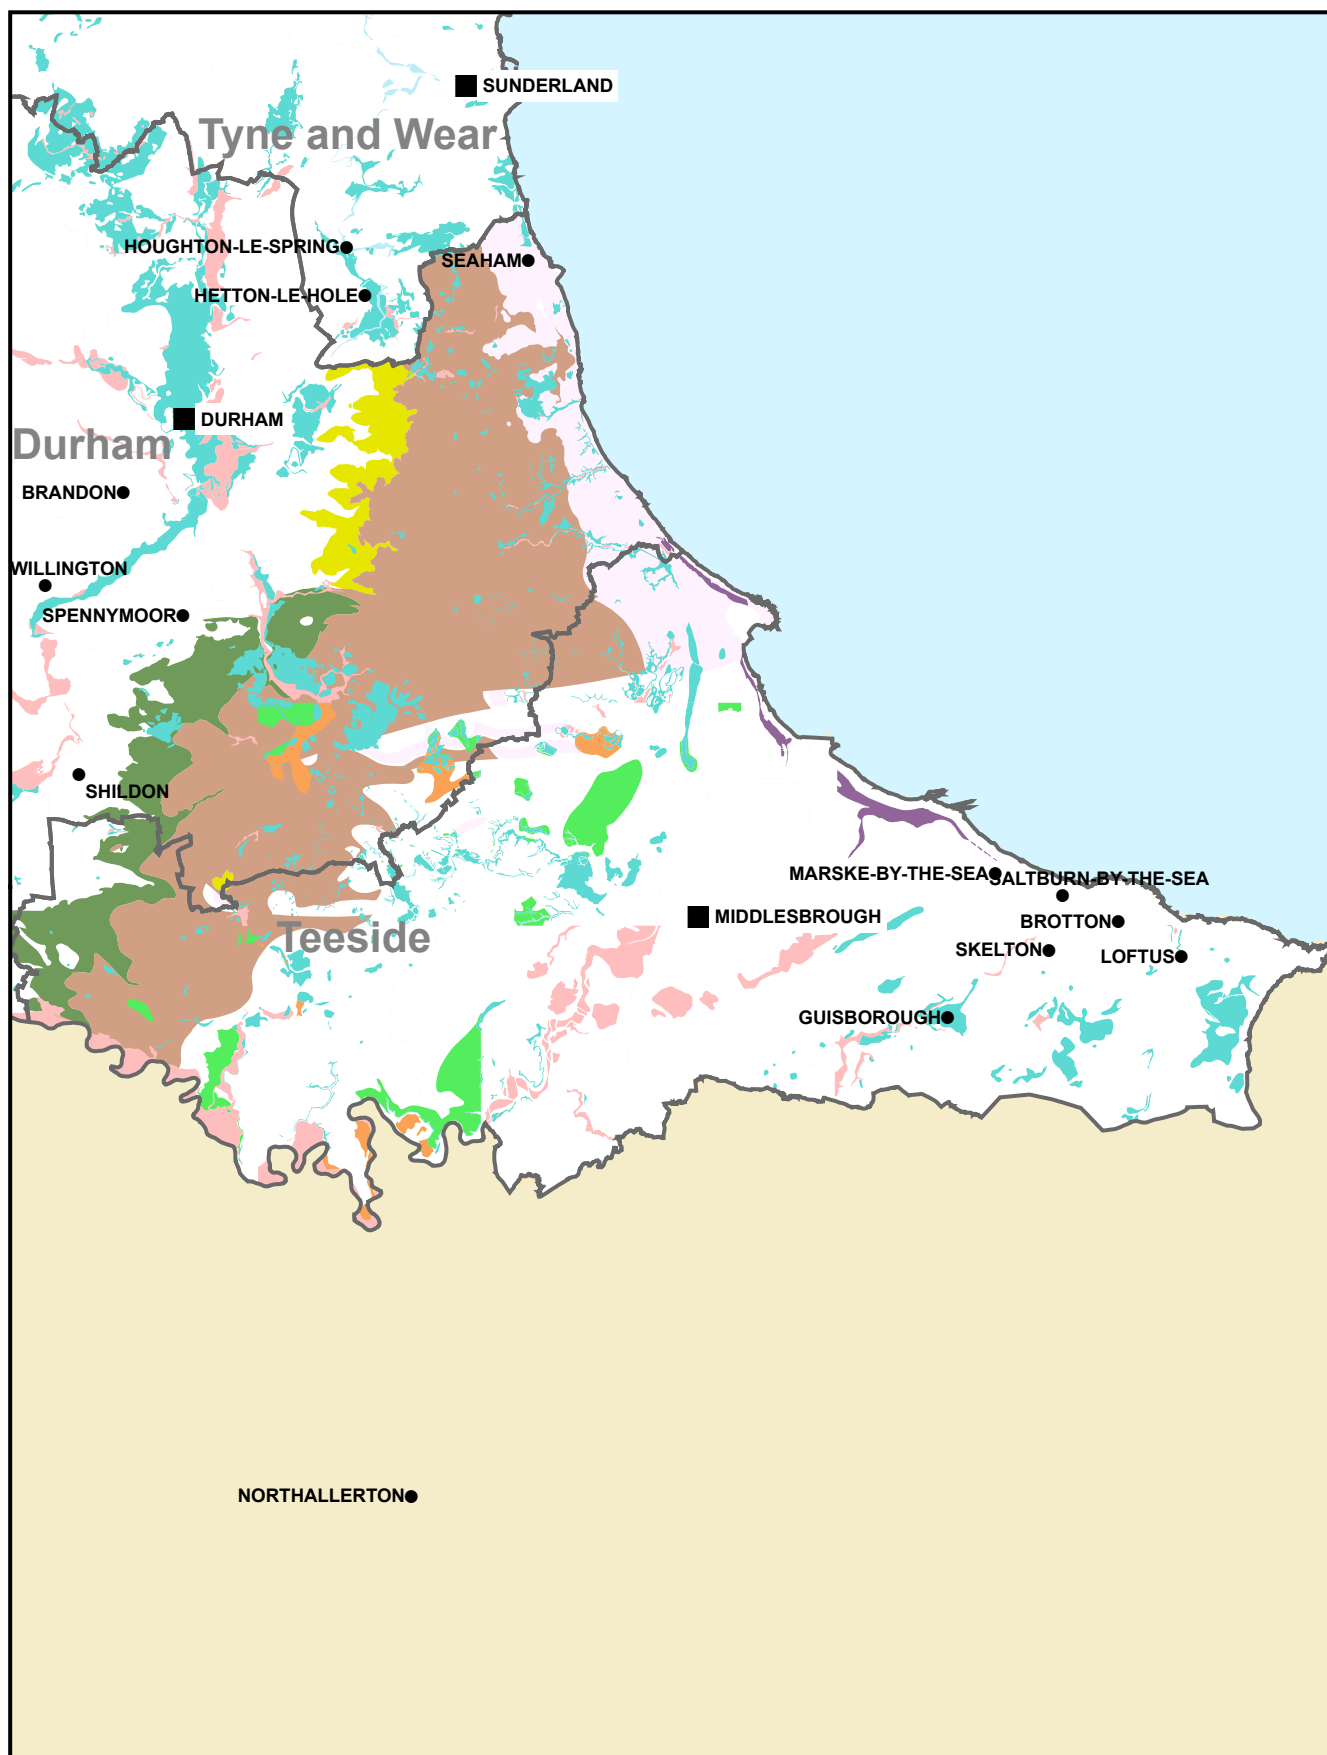 SUNDERLAND
Tyne and Wear
HOUGHTON-LE-SPRING
SEAHAM
HETTON-LE-HOLE
DURHAM
Durham
BRANDON
WILLINGTON
SPENNYMOOR
SHILDON
MARSKE-BY-THE-SEA
SALTBURN-BY-THE-SEA
MIDDLESBROUGH
BROTTON
Teeside
SKELTON
LOFTUS
GUISBOROUGH
NORTHALLERTON